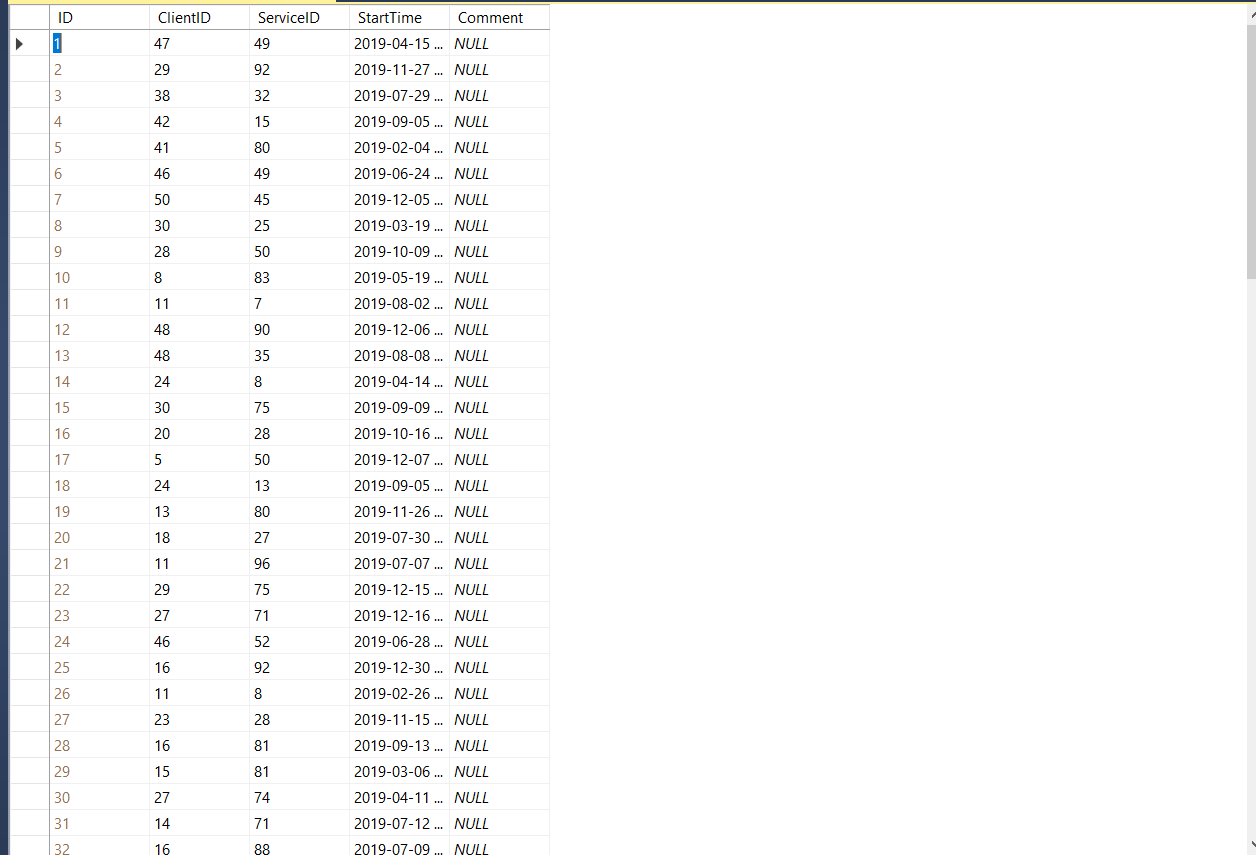 ID ClientID ServiceID StartTime Comment
1 47 49 2019-04-15 ... NULL
2 29 92 2019-11-27 ... NULL
3 38 32 2019-07-29 ... NULL
4 42 15 2019-09-05 ... NULL
5 41 80 2019-02-04 ... NULL
6 46 49 2019-06-24 ... NULL
7 50 45 2019-12-05 ... NULL
8 30 25 2019-03-19 ... NULL
9 28 50 2019-10-09 ... NULL
10 8 83 2019-05-19 ... NULL
11 11 7 2019-08-02 ... NULL
12 48 90 2019-12-06 ... NULL
13 48 35 2019-08-08 ... NULL
14 24 8 2019-04-14 ... NULL
15 30 75 2019-09-09 ... NULL
16 20 28 2019-10-16 ... NULL
17 5 50 2019-12-07 ... NULL
18 24 13 2019-09-05 ... NULL
19 13 80 2019-11-26 ... NULL
20 18 27 2019-07-30 ... NULL
21 11 96 2019-07-07 ... NULL
22 29 75 2019-12-15 ... NULL
23 27 71 2019-12-16 ... NULL
24 46 52 2019-06-28 ... NULL
25 16 92 2019-12-30 ... NULL
26 11 8 2019-02-26 ... NULL
27 23 28 2019-11-15 ... NULL
28 16 81 2019-09-13 ... NULL
29 15 81 2019-03-06 ... NULL
30 27 74 2019-04-11 ... NULL
31 14 71 2019-07-12 ... NULL
32 16 88 2019-07-09 ... NULL